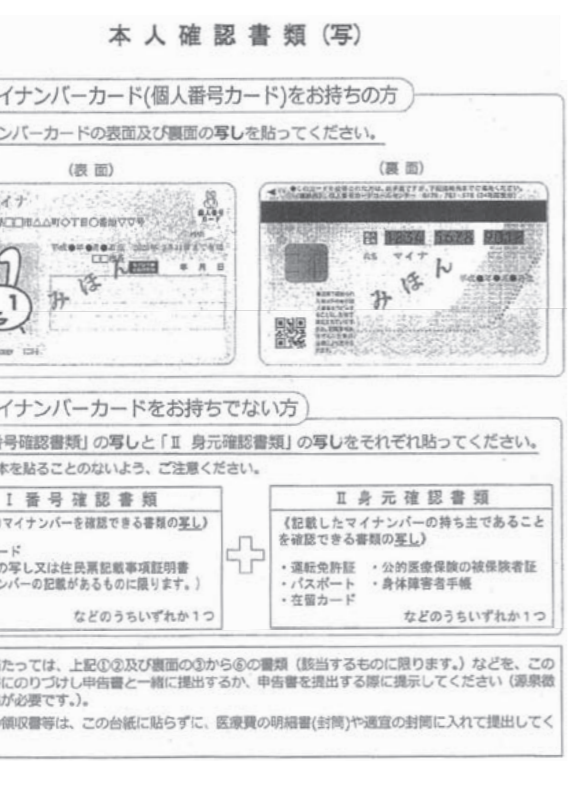 本人確認書類（写）
イナンバーカード(個人番号カード)をお持ちの方
ンバーカードの表面及び裏面の写しを貼ってください。
(表 面)
(裏 面)
イナ
みほん
年 月 日
1234 5678 9012
氏名 マイナ
みほん
イナンバーカードをお持ちでない方
号確認書類」の写しと「Ⅱ 身元確認書類」の写しをそれぞれ貼ってください。
本を貼ることのないよう、ご注意ください。
Ⅰ 番 号 確 認 書 類
マイナンバーを確認できる書類の写し》
ード
の写し又は住民票記載事項証明書
ンバーの記載があるものに限ります。)
などのうちいずれか１つ
Ⅱ 身 元 確 認 書 類
《記載したマイナンバーの持ち主であること
を確認できる書類の写し》
・運転免許証 ・公的医療保険の被保険者証
・パスポート ・身体障害者手帳
・在留カード
などのうちいずれか１つ
たっては、上記①②及び裏面の③から⑥の書類（該当するものに限ります。）などを、この
にのりづけし申告書と一緒に提出するか、申告書を提出する際に提示してください（源泉徴
が必要です。）。
領収書等は、この台紙に貼らずに、医療費の明細書(封筒)や適宜の封筒に入れて提出してく